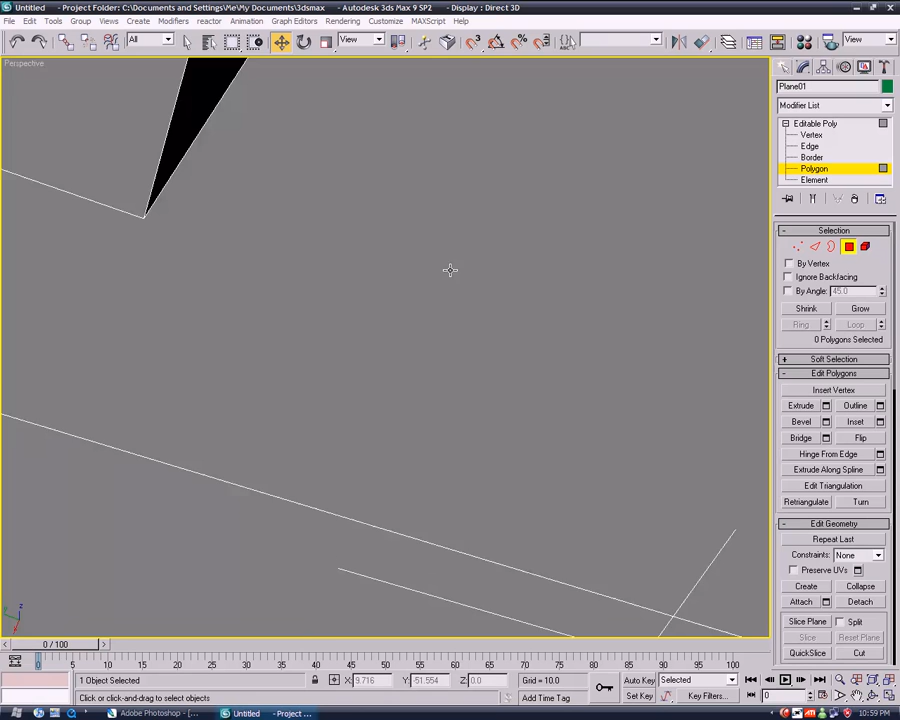 Untitled - Project Folder: C:\Documents and Settings\Me\My Documents\3dsmax - Autodesk 3ds Max 9 SP2 - Display : Direct 3D
File Edit Tools Group Views Create Modifiers reactor Animation Graph Editors Rendering Customize MAXScript Help
All View View
Perspective
Plane01
Modifier List
Editable Poly
Vertex
Edge
Border
Polygon
Element
- Selection
By Vertex
Ignore Backfacing
By Angle: 45.0
Shrink Grow
Ring Loop
0 Polygons Selected
+ Soft Selection
- Edit Polygons
Insert Vertex
Extrude Outline
Bevel Inset
Bridge Flip
Hinge From Edge
Extrude Along Spline
Edit Triangulation
Retriangulate Turn
- Edit Geometry
Repeat Last
Constraints: None
Preserve UVs
Create Collapse
Attach Detach
Slice Plane Split
Slice Reset Plane
QuickSlice Cut
z
0 / 100
0 5 10 15 20 25 30 35 40 45 50 55 60 65 70 75 80 85 90 95 100
1 Object Selected X: 9.716 Y: -51.554 Z: 0.0 Grid = 10.0 Auto Key Selected
Click or click-and-drag to select objects Add Time Tag Set Key Key Filters... 0
start Adobe Photoshop - [... Untitled - Project ... 10:59 PM